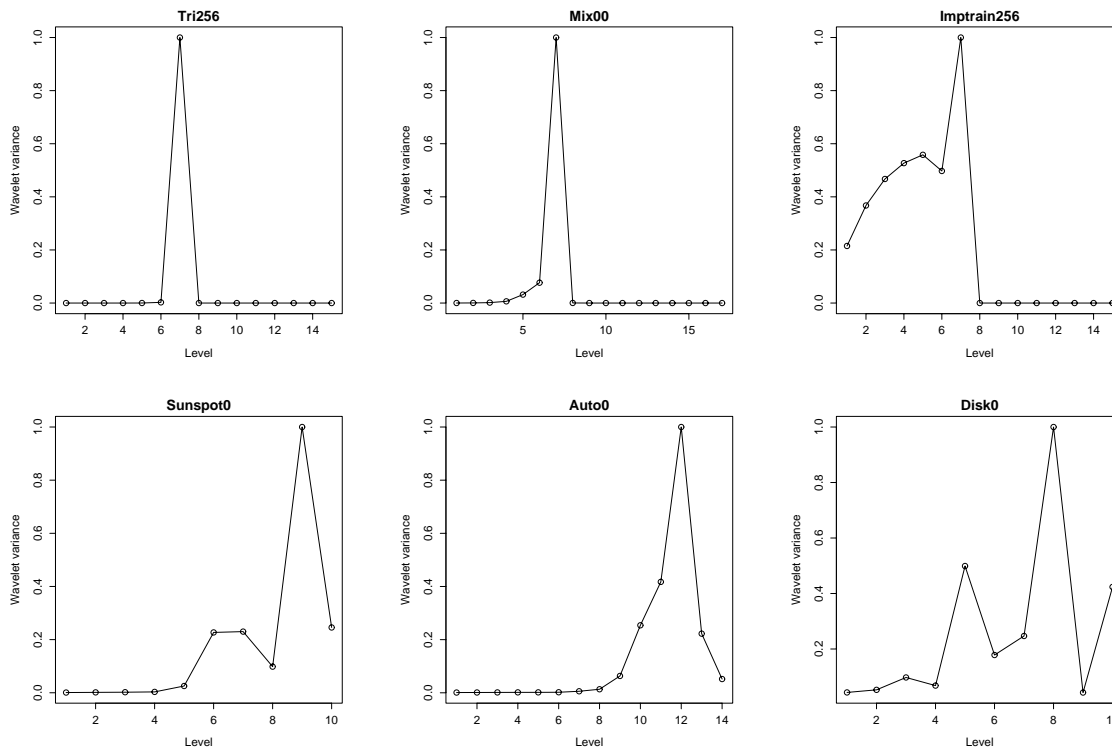 Tri256
Wavelet variance
0.0 0.2 0.4 0.6 0.8 1.0
2 4 6 8 10 12 14
Level
Mix00
Wavelet variance
0.0 0.2 0.4 0.6 0.8 1.0
5 10 15
Level
Imptrain256
Wavelet variance
0.0 0.2 0.4 0.6 0.8 1.0
2 4 6 8 10 12 14
Level
Sunspot0
Wavelet variance
0.0 0.2 0.4 0.6 0.8 1.0
2 4 6 8 10
Level
Auto0
Wavelet variance
0.0 0.2 0.4 0.6 0.8 1.0
2 4 6 8 10 12 14
Level
Disk0
Wavelet variance
0.2 0.4 0.6 0.8 1.0
2 4 6 8
Level